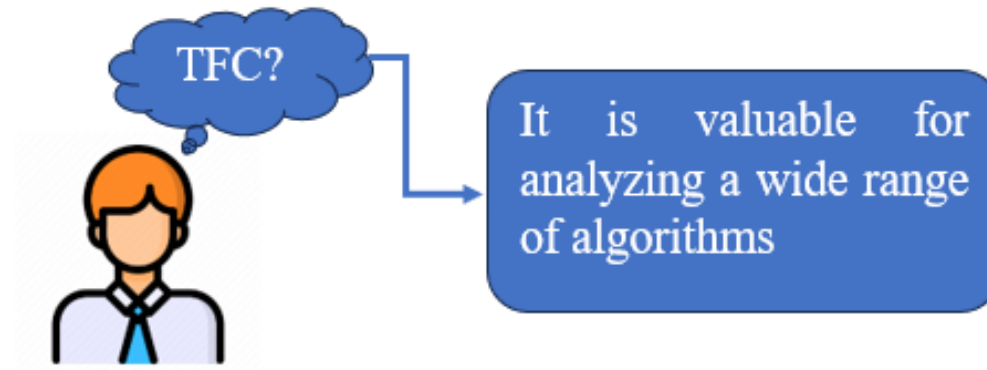 TFC?
It is valuable for
analyzing a wide range
of algorithms